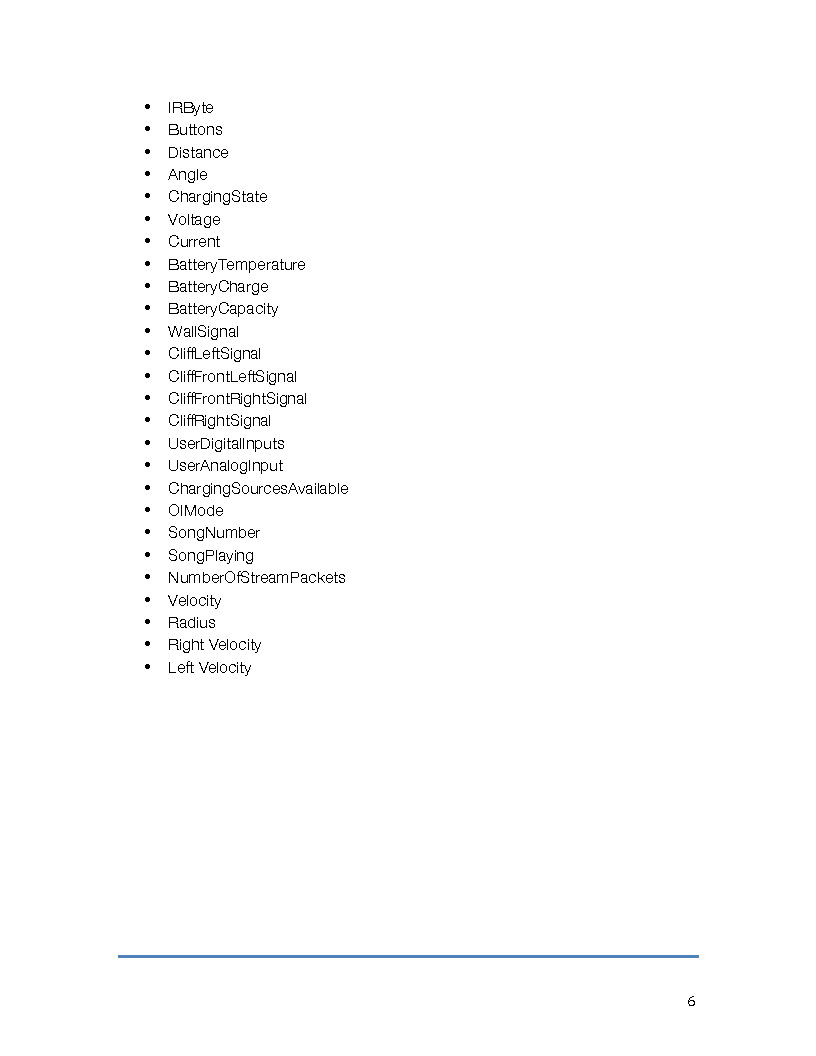 • IRByte
• Buttons
• Distance
• Angle
• ChargingState
• Voltage
• Current
• BatteryTemperature
• BatteryCharge
• BatteryCapacity
• WallSignal
• CliffLeftSignal
• CliffFrontLeftSignal
• CliffFrontRightSignal
• CliffRightSignal
• UserDigitalInputs
• UserAnalogInput
• ChargingSourcesAvailable
• OIMode
• SongNumber
• SongPlaying
• NumberOfStreamPackets
• Velocity
• Radius
• Right Velocity
• Left Velocity
6